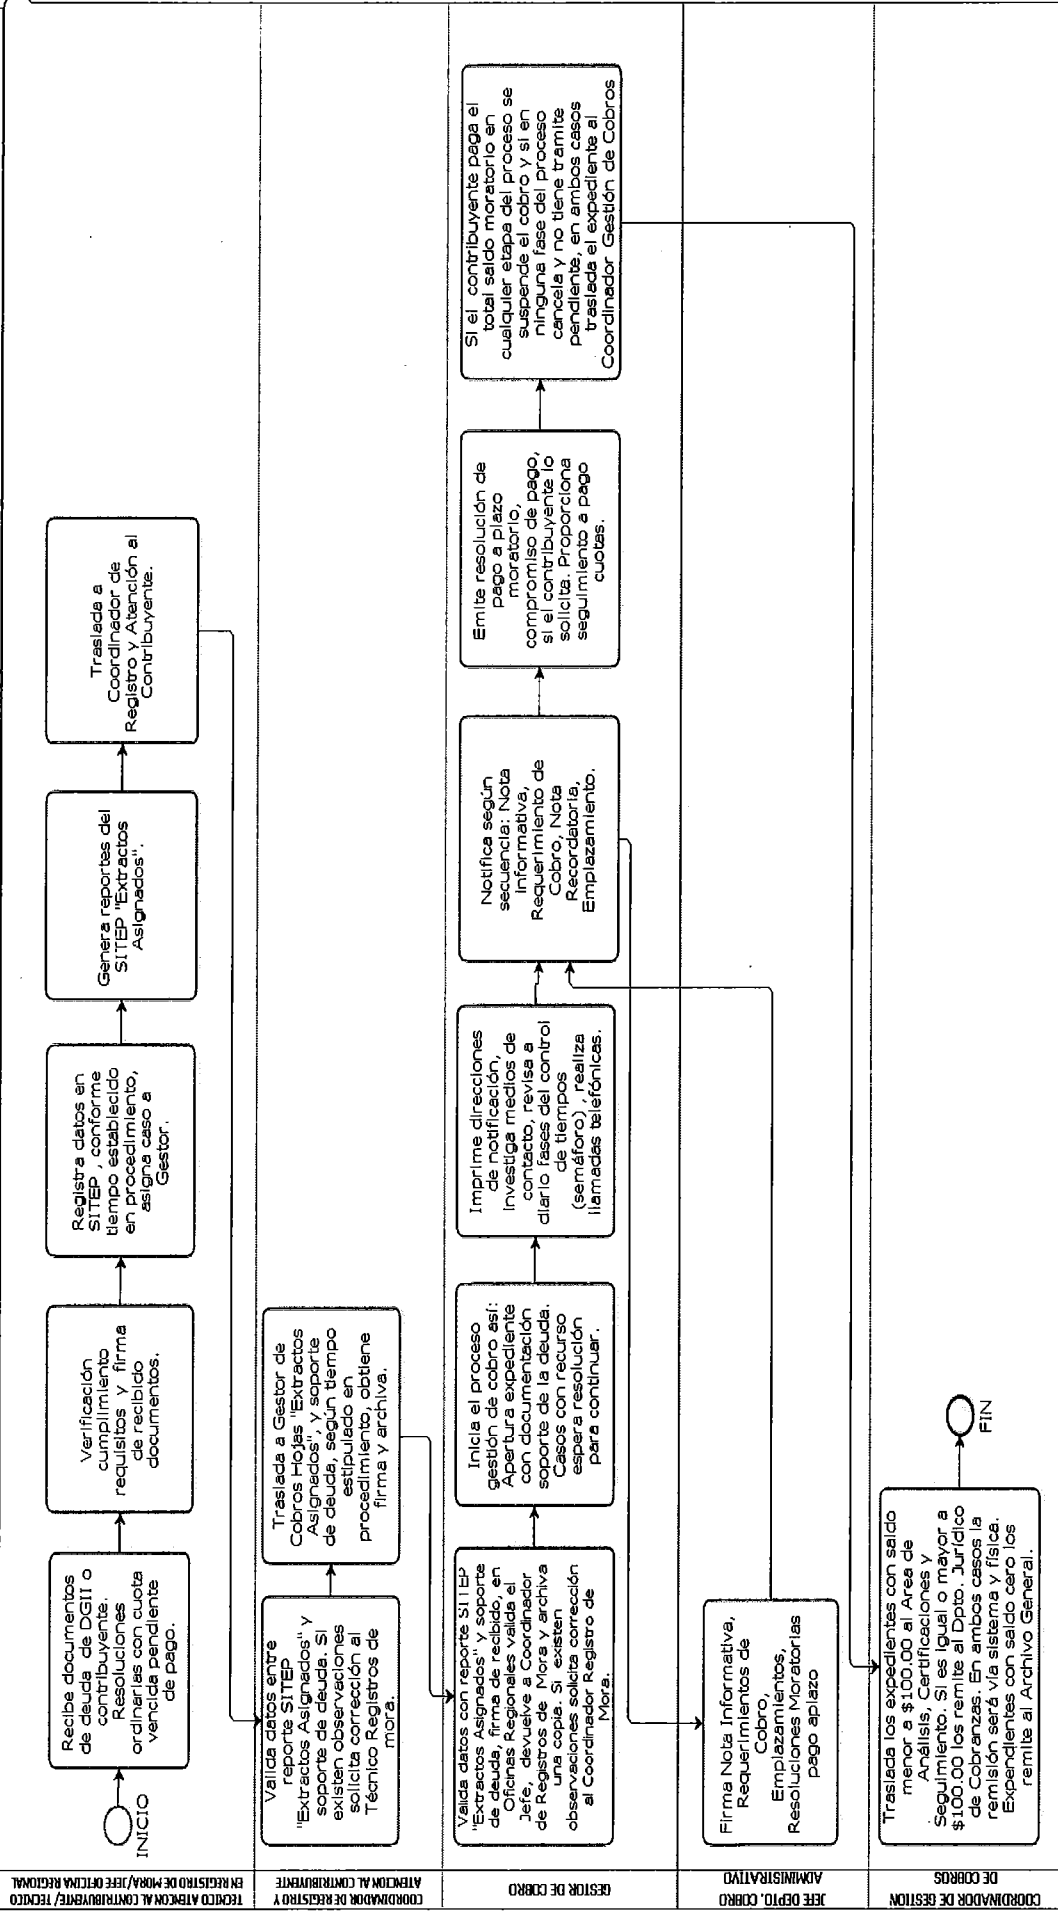 TECNICO ATENCION AL CONTRIBUYENTE/ TECNICO
EN REGISTRO DE MORA/JEFE OFICINA REGIONAL
INICIO
Recibe documentos
de deuda de DGII o
contribuyente.
Resoluciones
ordinarias con cuota
vencida pendiente
de pago.
Verificación
cumplimiento
requisitos y firma
de recibido
documentos.
Registra datos en
SITEP , conforme
tiempo establecido
en procedimiento,
asigna caso a
Gestor.
Genera reportes del
SITEP "Extractos
Asignados".
Traslada a
Coordinador de
Registro y Atención al
Contribuyente.
COORDINADOR DE REGISTRO Y
ATENCION AL CONTRIBUYENTE
Valida datos entre
reporte SITEP
"Extractos Asignados" y
soporte de deuda. Si
existen observaciones
solicita corrección al
Técnico Registros de
mora.
Traslada a Gestor de
Cobros Hojas "Extractos
Asignados", y soporte
de deuda, según tiempo
estipulado en
procedimiento, obtiene
firma y archiva.
GESTOR DE COBRO
Valida datos con reporte SITEP
"Extractos Asignados" y soporte
de deuda, firma de recibido, en
Oficinas Regionales valida el
Jefe, devuelve a Coordinador
de Registros de Mora y archiva
una copia. Si existen
observaciones solicita corrección
al Coordinador Registro de
Mora.
Inicia el proceso
gestión de cobro así:
Apertura expediente
con documentación
soporte de la deuda.
Casos con recurso
espera resolución
para continuar.
Imprime direcciones
de notificación,
investiga medios de
contacto, revisa a
diario fases del control
de tiempos
(semáforo) , realiza
llamadas telefónicas.
Notifica según
secuencia: Nota
Informativa,
Requerimiento de
Cobro, Nota
Recordatoria,
Emplazamiento.
Emite resolución de
pago a plazo
moratorio,
compromiso de pago,
si el contribuyente lo
solicita. Proporciona
seguimiento a pago
cuotas.
Si el contribuyente paga el
total saldo moratorio en
cualquier etapa del proceso se
suspende el cobro y si en
ninguna fase del proceso
cancela y no tiene tramite
pendiente, en ambos casos
traslada el expediente al
Coordinador Gestión de Cobros
JEFE DEPTO. COBRO
ADMINISTRATIVO
Firma Nota Informativa,
Requerimientos de
Cobro,
Emplazamientos,
Resoluciones Moratorias
pago aplazo
COORDINADOR DE GESTION
DE COBROS
Traslada los expedientes con saldo
menor a $100.00 al Area de
Análisis, Certificaciones y
Seguimiento. Si es igual o mayor a
$100.00 los remite al Dpto. Jurídico
de Cobranzas. En ambos casos la
remisión será vía sistema y física.
Expendientes con saldo cero los
remite al Archivo General.
FIN